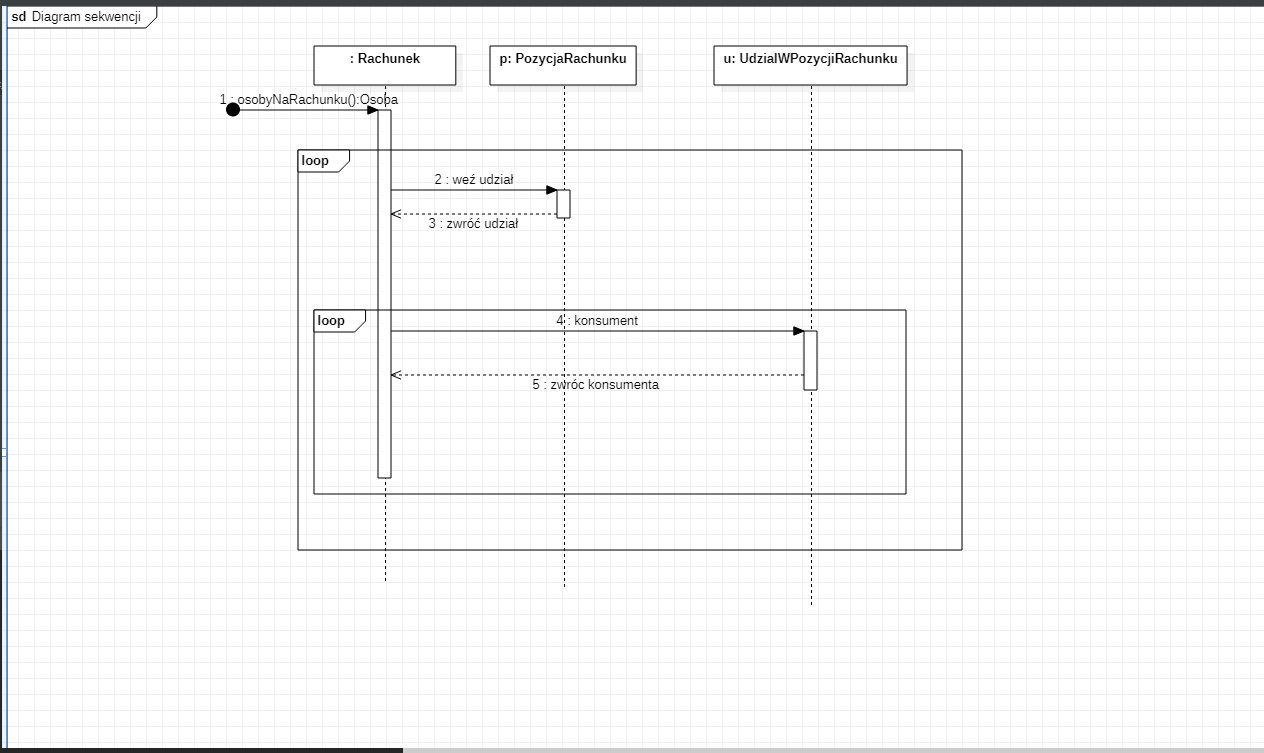 sd Diagram sekwencji
: Rachunek
p: PozycjaRachunku
u: UdzialWPozycjiRachunku
1 : osobyNaRachunku():Osoba
loop
2 : weź udział
3 : zwróć udział
loop
4 : konsument
5 : zwróc konsumenta